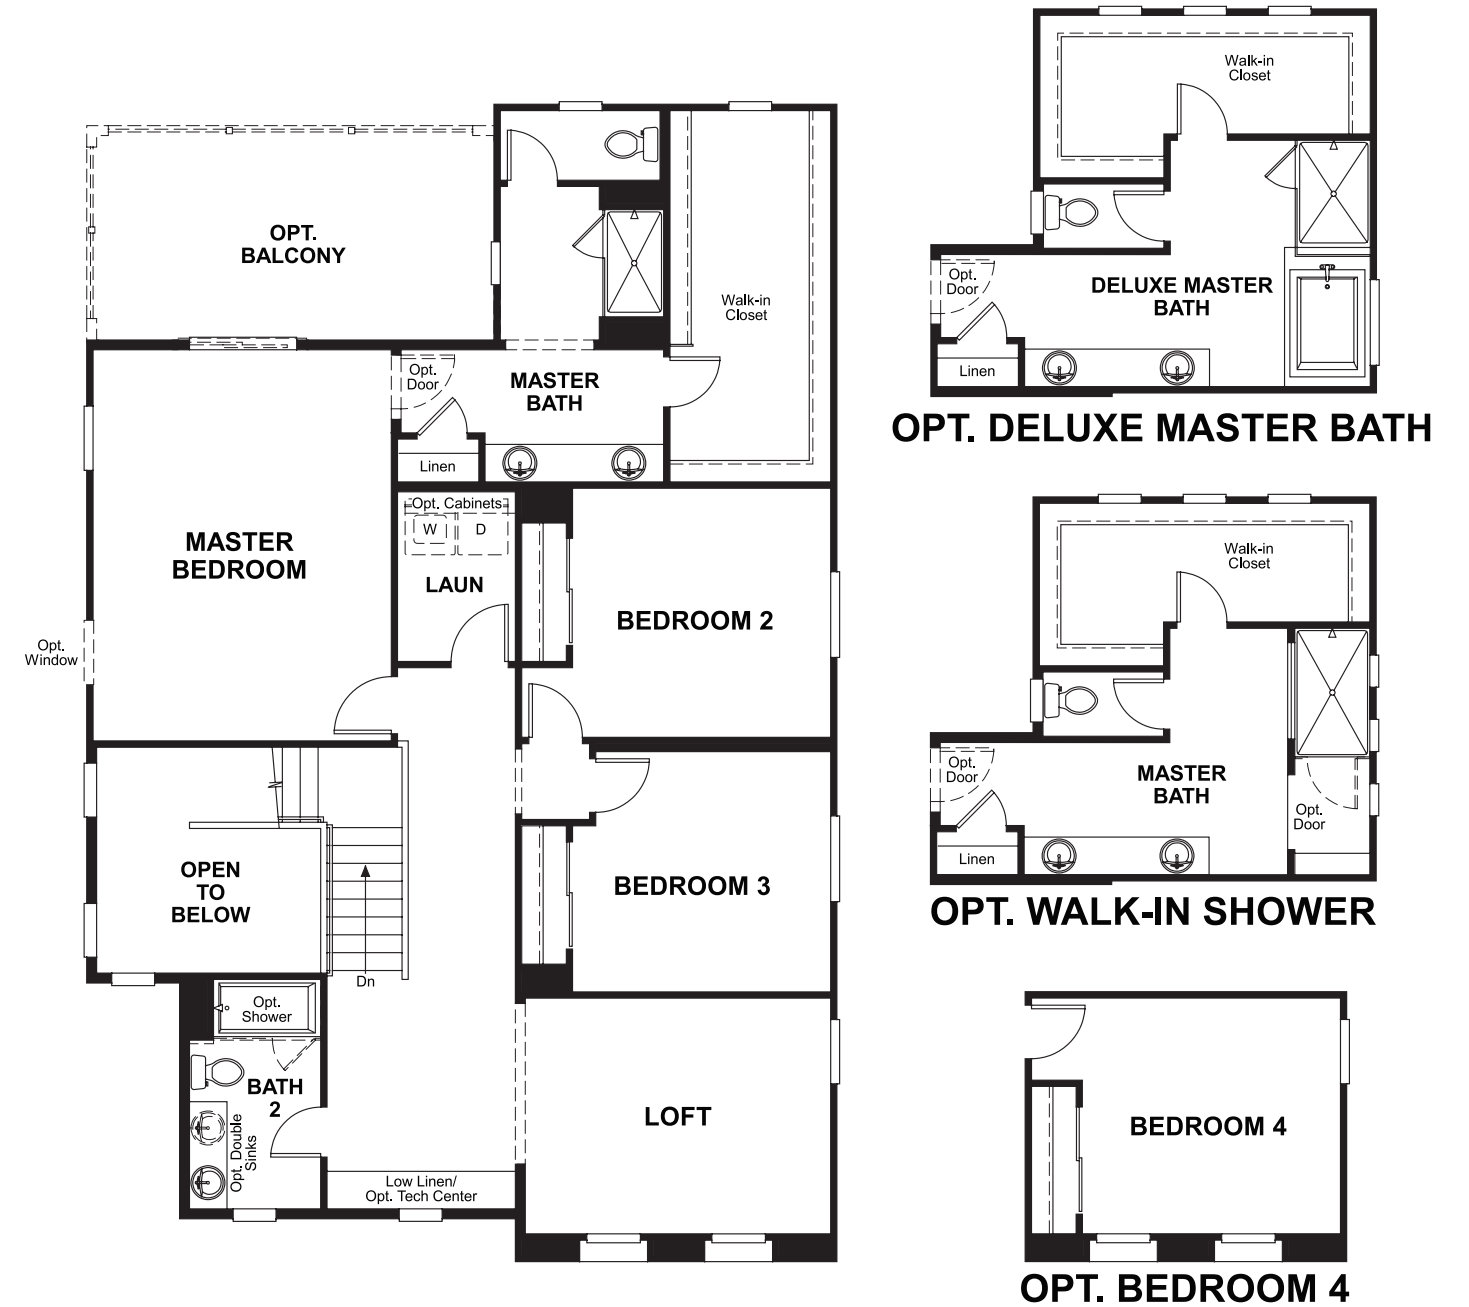 OPT.
BALCONY
Walk-in
Closet
Opt.
Door
MASTER
BATH
Linen
MASTER
BEDROOM
Opt. Cabinets
W
D
LAUN
BEDROOM 2
Opt.
Window
OPEN
TO
BELOW
Dn
BEDROOM 3
Opt.
Shower
BATH
2
Opt. Double
Sinks
LOFT
Low Linen/
Opt. Tech Center
Walk-in
Closet
Opt.
Door
DELUXE MASTER
BATH
Linen
OPT. DELUXE MASTER BATH
Walk-in
Closet
Opt.
Door
MASTER
BATH
Opt.
Door
Linen
OPT. WALK-IN SHOWER
BEDROOM 4
OPT. BEDROOM 4